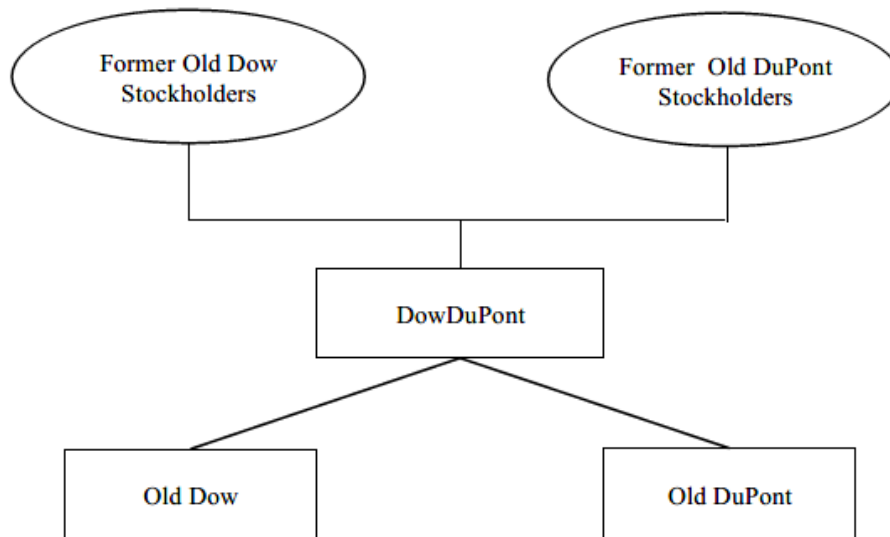 Former Old Dow
Stockholders
Former Old DuPont
Stockholders
DowDuPont
Old Dow
Old DuPont